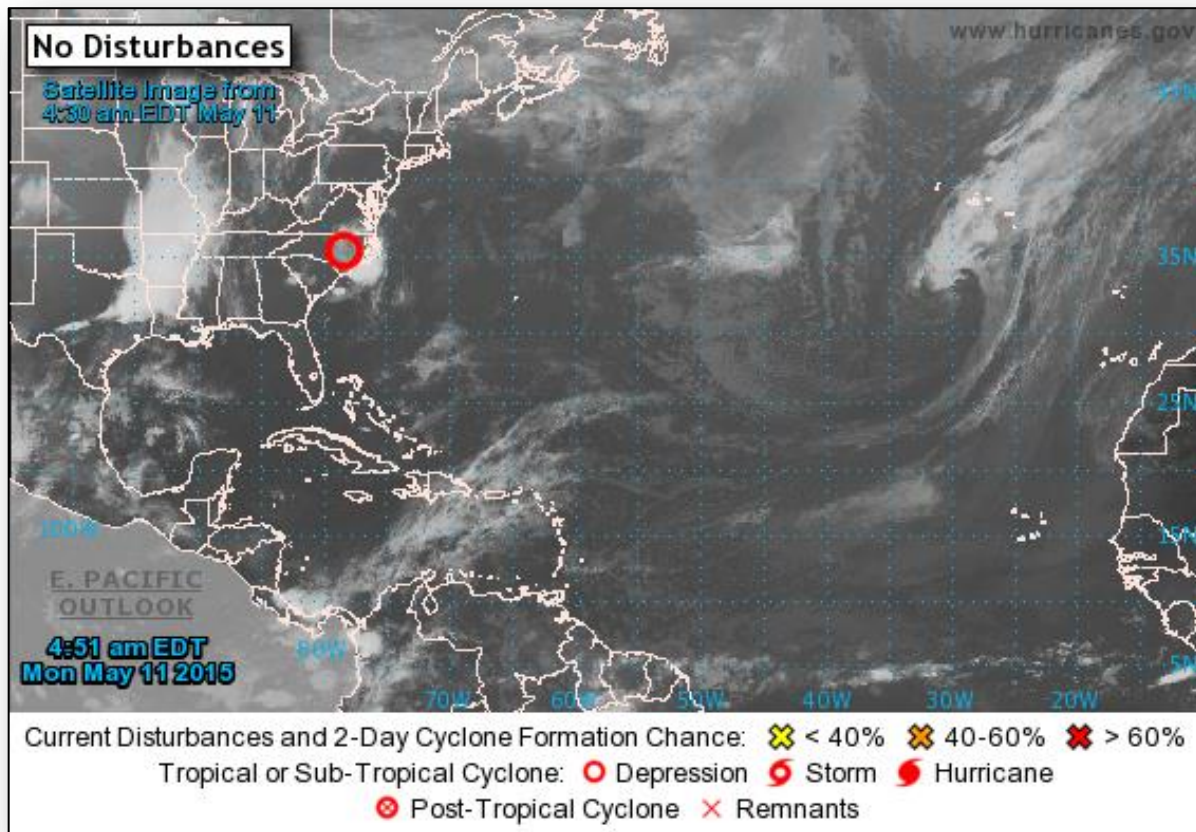 No Disturbances
www.hurricanes.gov
Satellite Image from
4:30 am EDT May 11
45N
35N
25N
100W
15N
E. PACIFIC
OUTLOOK
4:51 am EDT
Mon May 11 2015
80W
5N
70W 60W 50W 40W 30W 20W
Current Disturbances and 2-Day Cyclone Formation Chance: < 40% 40-60% > 60%
Tropical or Sub-Tropical Cyclone: Depression Storm Hurricane
Post-Tropical Cyclone Remnants